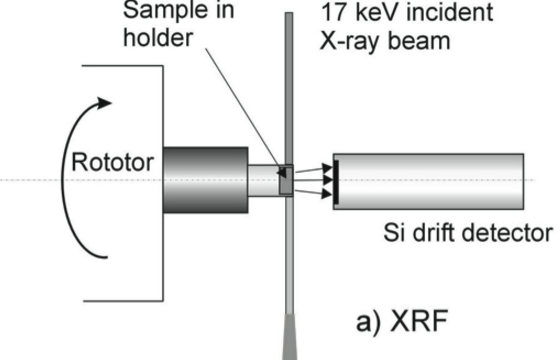 Sample in
holder
17 keV incident
X-ray beam
Rototor
Si drift detector
a) XRF